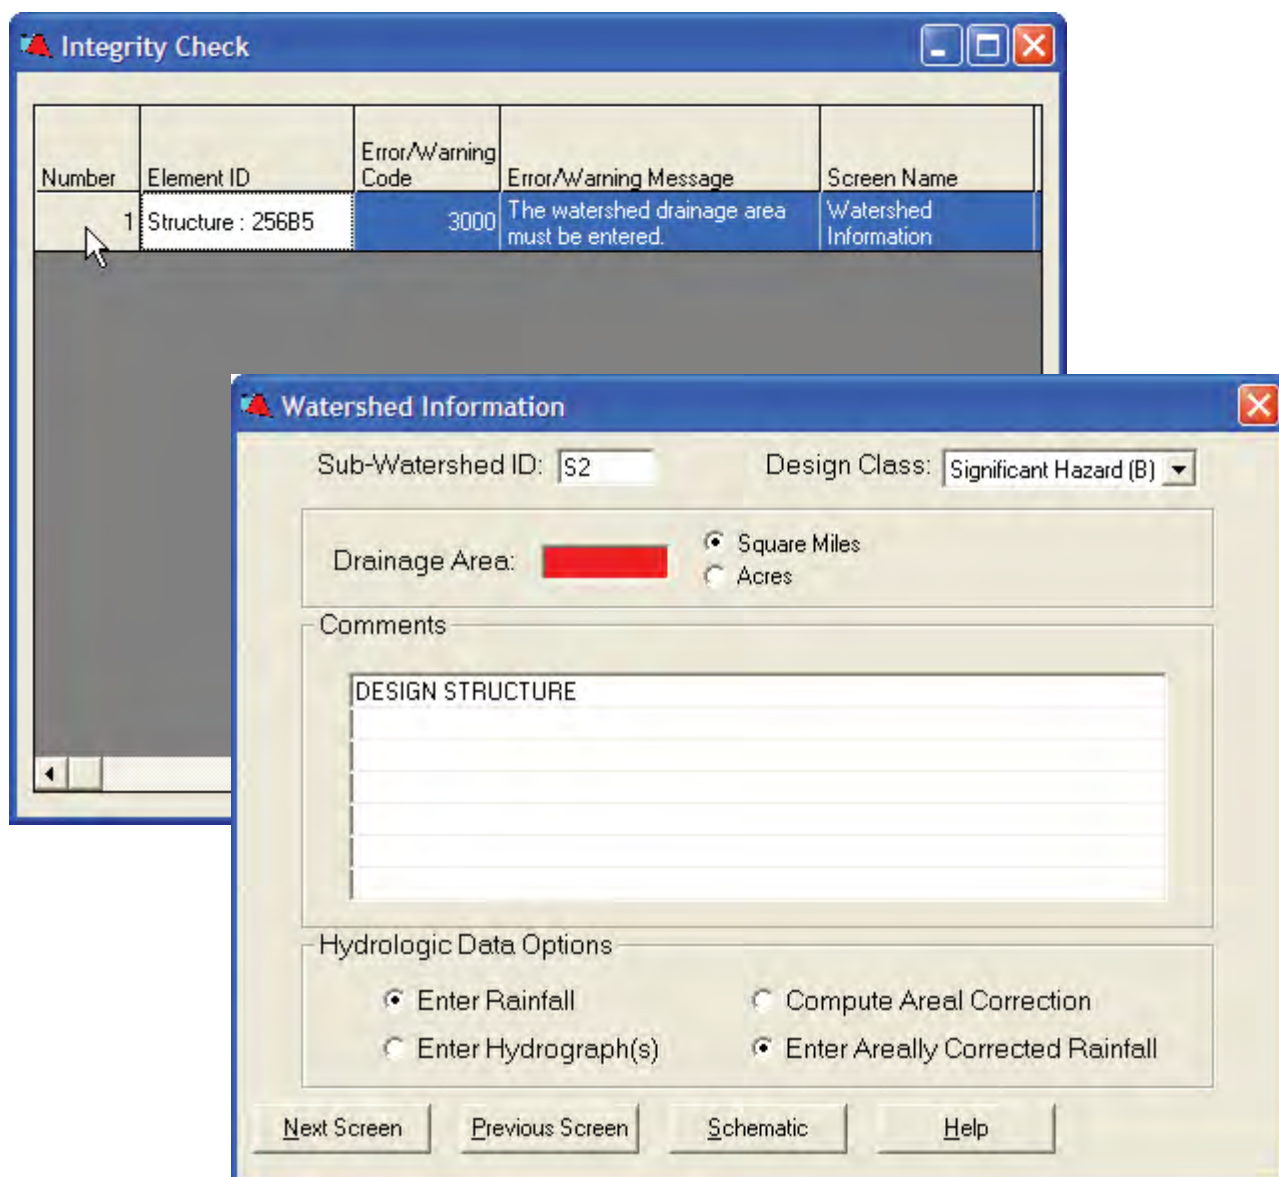 Integrity Check
Number Element ID Error/Warning Code Error/Warning Message Screen Name
1 Structure : 256B5 3000 The watershed drainage area must be entered. Watershed Information
Watershed Information
Sub-Watershed ID: S2 Design Class: Significant Hazard (B)
Drainage Area: Square Miles
Acres
Comments
DESIGN STRUCTURE
Hydrologic Data Options
Enter Rainfall Compute Areal Correction
Enter Hydrograph(s) Enter Areally Corrected Rainfall
Next Screen Previous Screen Schematic Help